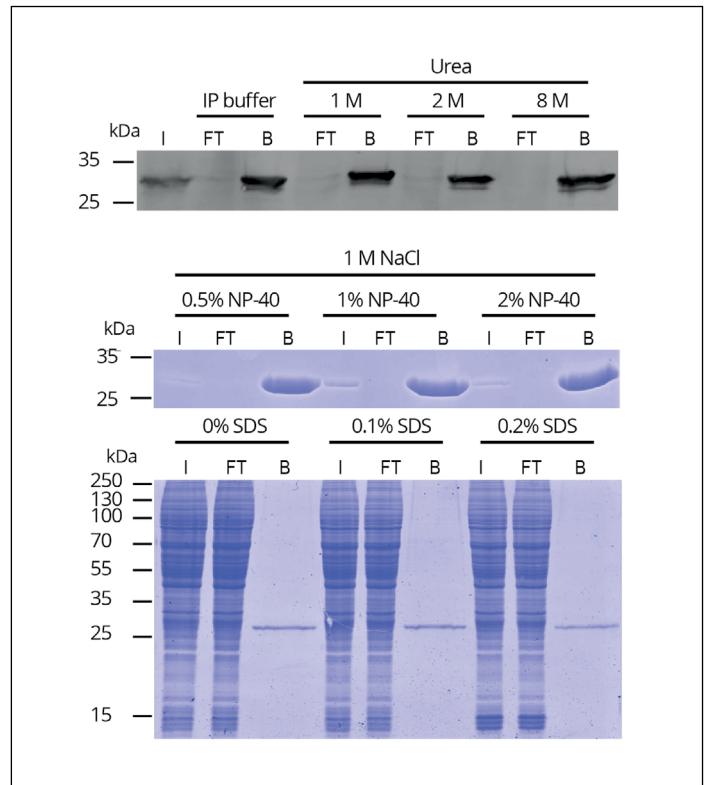 Urea
IP buffer 1 M 2 M 8 M
kDa I FT B FT B FT B FT B
35
25
1 M NaCl
0.5% NP-40 1% NP-40 2% NP-40
kDa I FT B I FT B I FT B
35
25
0% SDS 0.1% SDS 0.2% SDS
kDa I FT B I FT B I FT B
250
130
100
70
55
35
25
15